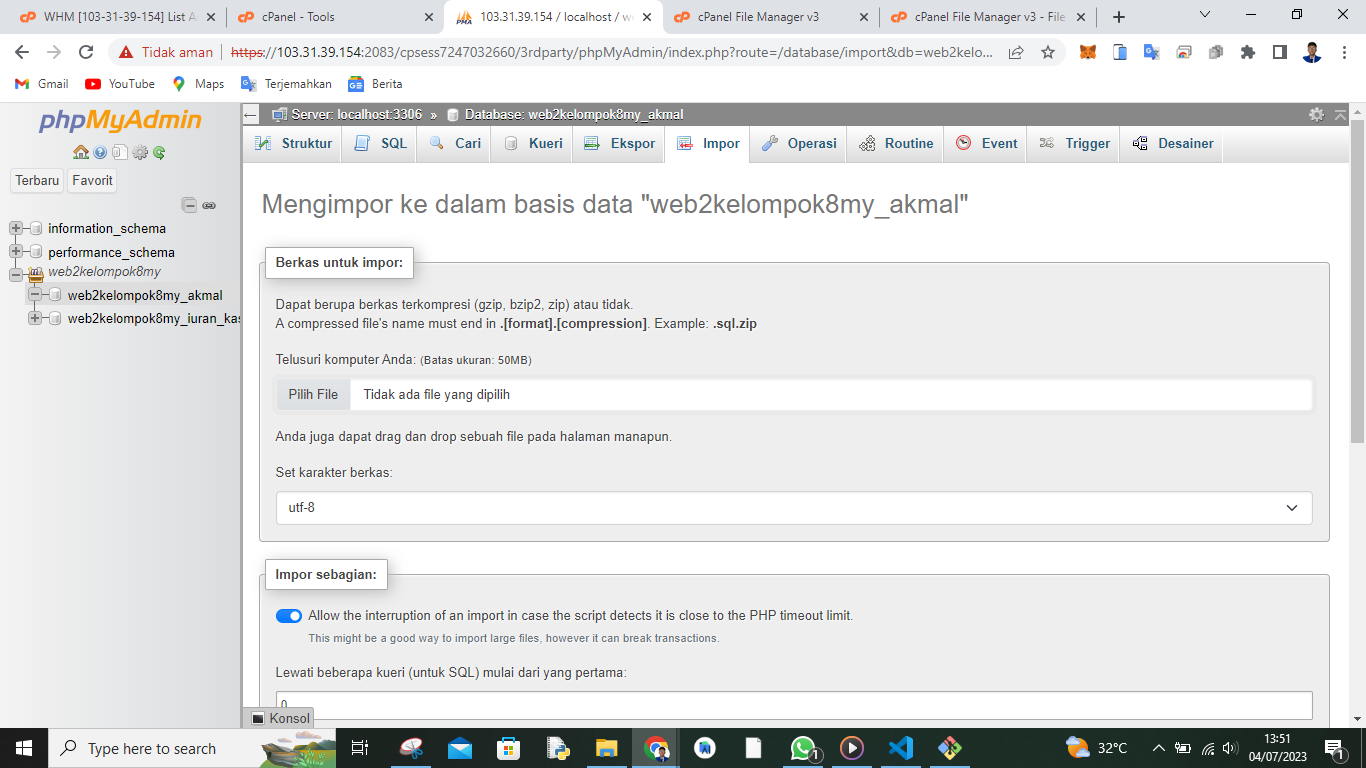 WHM [103-31-39-154] List A
cPanel - Tools
103.31.39.154 / localhost / w
cPanel File Manager v3
cPanel File Manager v3 - File
Tidak aman
https://103.31.39.154:2083/cpsess7247032660/3rdparty/phpMyAdmin/index.php?route=/database/import&db=web2kelo...
Gmail
YouTube
Maps
Terjemahkan
Berita
phpMyAdmin
Terbaru
Favorit
information_schema
performance_schema
web2kelompok8my
web2kelompok8my_akmal
web2kelompok8my_iuran_kas
Server: localhost:3306 » Database: web2kelompok8my_akmal
Struktur
SQL
Cari
Kueri
Ekspor
Impor
Operasi
Routine
Event
Trigger
Desainer
Mengimpor ke dalam basis data "web2kelompok8my_akmal"
Berkas untuk impor:
Dapat berupa berkas terkompresi (gzip, bzip2, zip) atau tidak.
A compressed file's name must end in .[format].[compression]. Example: .sql.zip
Telusuri komputer Anda: (Batas ukuran: 50MB)
Pilih File
Tidak ada file yang dipilih
Anda juga dapat drag dan drop sebuah file pada halaman manapun.
Set karakter berkas:
utf-8
Impor sebagian:
Allow the interruption of an import in case the script detects it is close to the PHP timeout limit.
This might be a good way to import large files, however it can break transactions.
Lewati beberapa kueri (untuk SQL) mulai dari yang pertama:
0
Konsol
Type here to search
1
32°C
13:51
04/07/2023
1